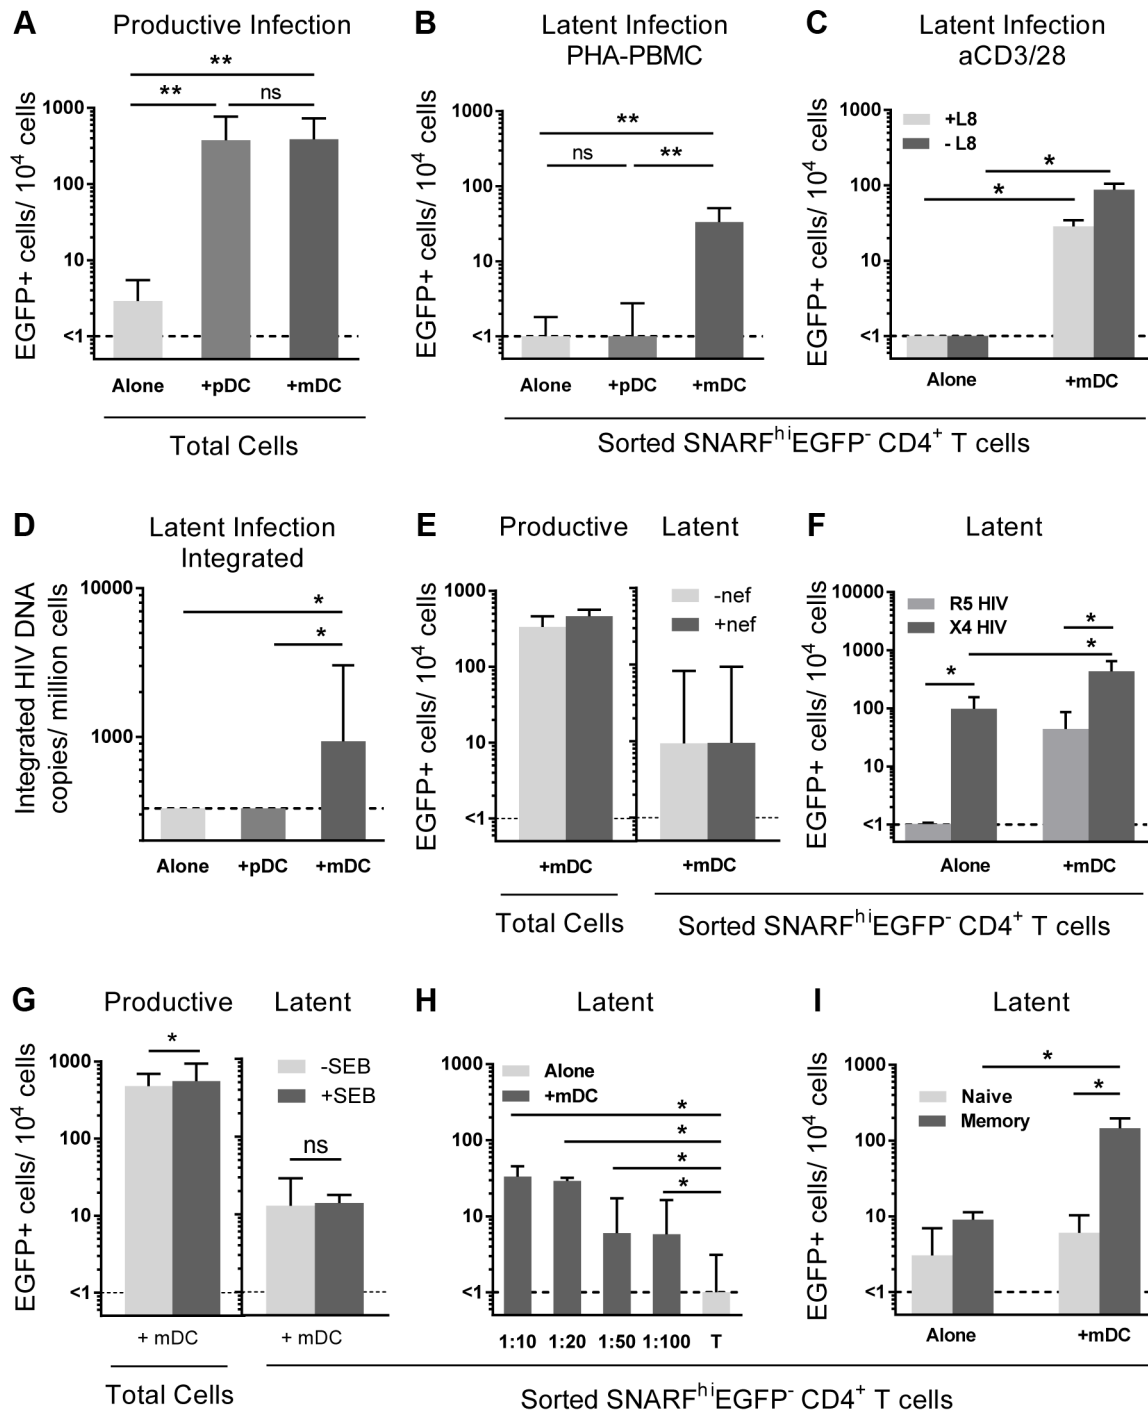 A
Productive Infection
**
**
ns
EGFP+ cells/ 10⁴ cells
1000
100
10
<1
Alone
+pDC
+mDC
Total Cells
B
Latent Infection
PHA-PBMC
**
ns
**
EGFP+ cells/ 10⁴ cells
1000
100
10
<1
Alone
+pDC
+mDC
C
Latent Infection
aCD3/28
+L8
- L8
*
*
EGFP+ cells/ 10⁴ cells
1000
100
10
<1
Alone
+mDC
Sorted SNARFʰⁱEGFP⁻ CD4⁺ T cells
D
Latent Infection
Integrated
*
*
Integrated HIV DNA
copies/ million cells
10000
1000
Alone
+pDC
+mDC
E
Productive
Latent
-nef
+nef
EGFP+ cells/ 10⁴ cells
1000
100
10
<1
+mDC
+mDC
Total Cells
F
Latent
R5 HIV
X4 HIV
*
*
*
EGFP+ cells/ 10⁴ cells
10000
1000
100
10
<1
Alone
+mDC
Sorted SNARFʰⁱEGFP⁻ CD4⁺ T cells
G
Productive
Latent
*
-SEB
+SEB
ns
EGFP+ cells/ 10⁴ cells
1000
100
10
<1
+ mDC
+ mDC
Total Cells
H
Latent
Alone
+mDC
*
*
*
*
EGFP+ cells/ 10⁴ cells
1000
100
10
<1
1:10
1:20
1:50
1:100
T
I
Latent
Naive
Memory
*
*
EGFP+ cells/ 10⁴ cells
1000
100
10
<1
Alone
+mDC
Sorted SNARFʰⁱEGFP⁻ CD4⁺ T cells